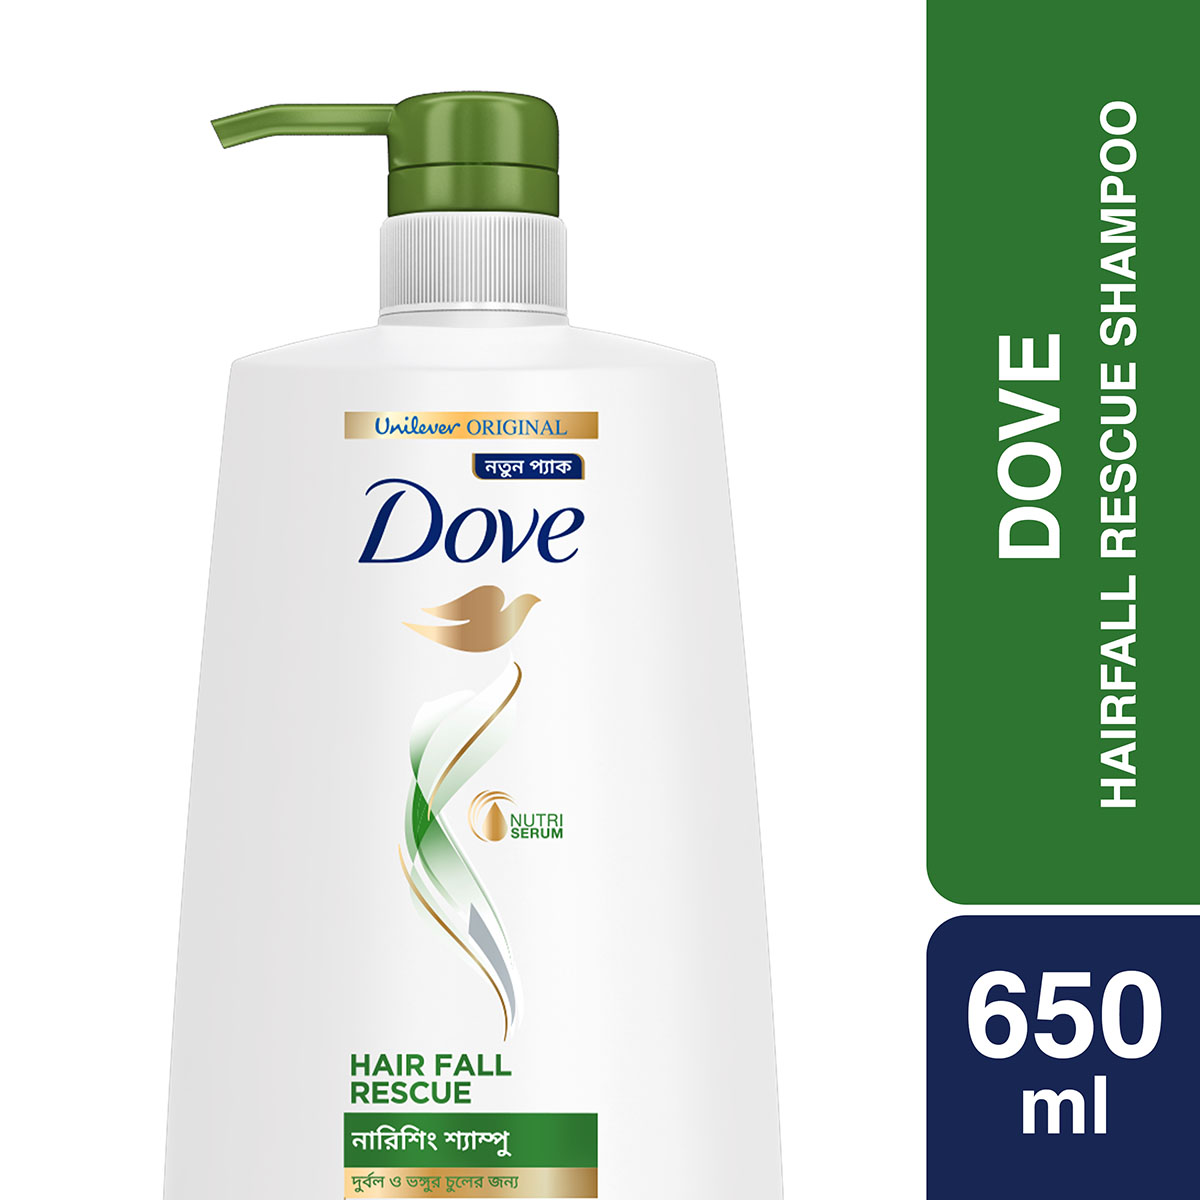 Unilever ORIGINAL
নতুন প্যাক
Dove
NUTRI
SERUM
HAIR FALL
RESCUE
নারিশিং শ্যাম্পু
দুর্বল ও ভঙ্গুর চুলের জন্য
DOVE
HAIRFALL RESCUE SHAMPOO
650
ml